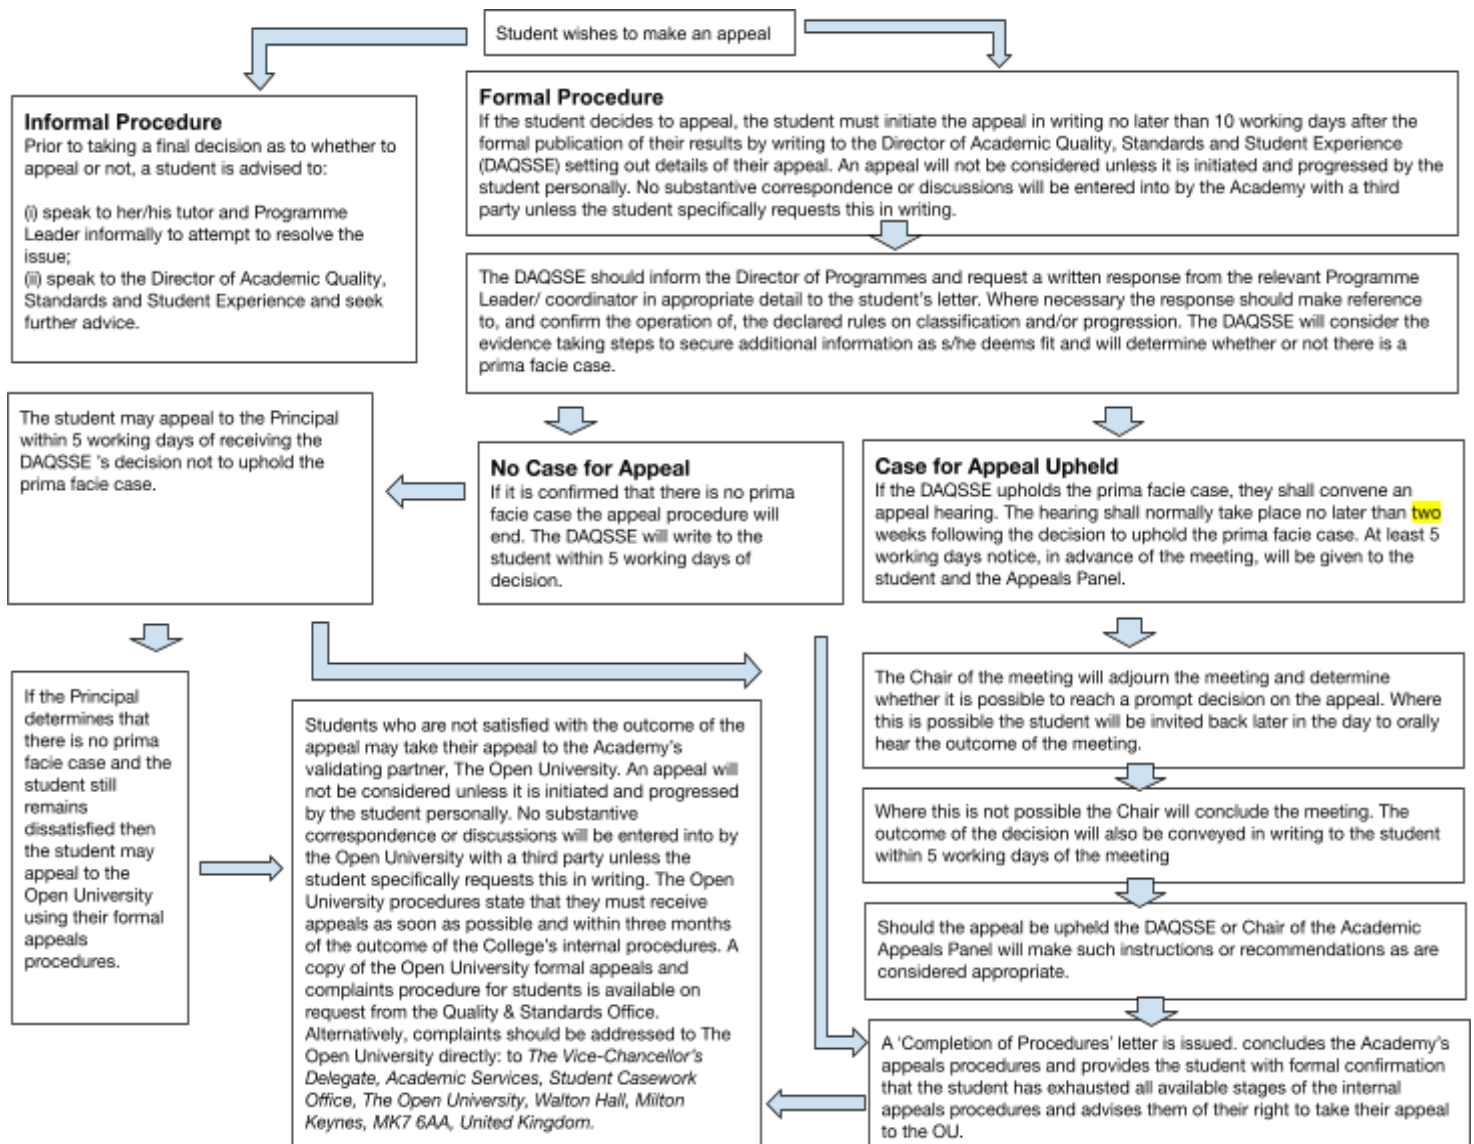 Student wishes to make an appeal
Informal Procedure
Prior to taking a final decision as to whether to
appeal or not, a student is advised to:
(i) speak to her/his tutor and Programme
Leader informally to attempt to resolve the
issue;
(ii) speak to the Director of Academic Quality,
Standards and Student Experience and seek
further advice.
Formal Procedure
If the student decides to appeal, the student must initiate the appeal in writing no later than 10 working days after the
formal publication of their results by writing to the Director of Academic Quality, Standards and Student Experience
(DAQSSE) setting out details of their appeal. An appeal will not be considered unless it is initiated and progressed by the
student personally. No substantive correspondence or discussions will be entered into by the Academy with a third
party unless the student specifically requests this in writing.
The DAQSSE should inform the Director of Programmes and request a written response from the relevant Programme
Leader/ coordinator in appropriate detail to the student's letter. Where necessary the response should make reference
to, and confirm the operation of, the declared rules on classification and/or progression. The DAQSSE will consider the
evidence taking steps to secure additional information as s/he deems fit and will determine whether or not there is a
prima facie case.
The student may appeal to the Principal
within 5 working days of receiving the
DAQSSE 's decision not to uphold the
prima facie case.
No Case for Appeal
If it is confirmed that there is no prima
facie case the appeal procedure will
end. The DAQSSE will write to the
student within 5 working days of
decision.
Case for Appeal Upheld
If the DAQSSE upholds the prima facie case, they shall convene an
appeal hearing. The hearing shall normally take place no later than two
weeks following the decision to uphold the prima facie case. At least 5
working days notice, in advance of the meeting, will be given to the
student and the Appeals Panel.
If the Principal
determines that
there is no prima
facie case and the
student still
remains
dissatisfied then
the student may
appeal to the
Open University
using their formal
appeals
procedures.
Students who are not satisfied with the outcome of the
appeal may take their appeal to the Academy's
validating partner, The Open University. An appeal will
not be considered unless it is initiated and progressed
by the student personally. No substantive
correspondence or discussions will be entered into by
the Open University with a third party unless the
student specifically requests this in writing. The Open
University procedures state that they must receive
appeals as soon as possible and within three months
of the outcome of the College's internal procedures. A
copy of the Open University formal appeals and
complaints procedure for students is available on
request from the Quality & Standards Office.
Alternatively, complaints should be addressed to The
Open University directly: to The Vice-Chancellor's
Delegate, Academic Services, Student Casework
Office, The Open University, Walton Hall, Milton
Keynes, MK7 6AA, United Kingdom.
The Chair of the meeting will adjourn the meeting and determine
whether it is possible to reach a prompt decision on the appeal. Where
this is possible the student will be invited back later in the day to orally
hear the outcome of the meeting.
Where this is not possible the Chair will conclude the meeting. The
outcome of the decision will also be conveyed in writing to the student
within 5 working days of the meeting
Should the appeal be upheld the DAQSSE or Chair of the Academic
Appeals Panel will make such instructions or recommendations as are
considered appropriate.
A 'Completion of Procedures' letter is issued. concludes the Academy's
appeals procedures and provides the student with formal confirmation
that the student has exhausted all available stages of the internal
appeals procedures and advises them of their right to take their appeal
to the OU.